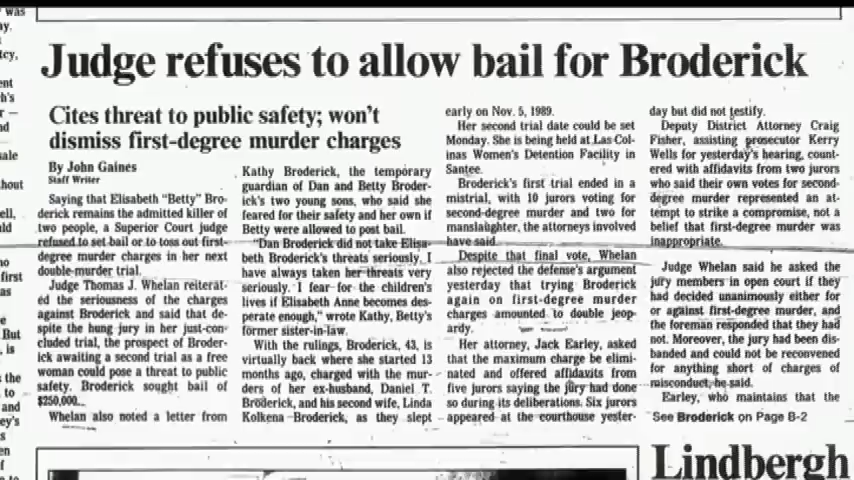 Judge refuses to allow bail for Broderick
Cites threat to public safety; won't
dismiss first-degree murder charges
By John Gaines
Staff Writer
Saying that Elisabeth "Betty" Bro-
derick remains the admitted killer of
two people, a Superior Court judge
refused to set bail or to toss out first-
degree murder charges in her next
double-murder trial.
Judge Thomas J. Whelan reiterat-
ed the seriousness of the charges
against Broderick and said that de-
spite the hung jury in her just-con-
cluded trial, the prospect of Broder-
ick awaiting a second trial as a free
woman could pose a threat to public
safety. Broderick sought bail of
$250,000.
Whelan also noted a letter from
Kathy Broderick, the temporary
guardian of Dan and Betty Broder-
ick's two young sons, who said she
feared for their safety and her own if
Betty were allowed to post bail.
"Dan Broderick did not take Elisa-
beth Broderick's threats seriously. I
have always taken her threats very
seriously. I fear for the children's
lives if Elisabeth Anne becomes des-
perate enough," wrote Kathy, Betty's
former sister-in-law.
With the rulings, Broderick, 43, is
virtually back where she started 13
months ago, charged with the mur-
ders of her ex-husband, Daniel T.
Broderick, and his second wife, Linda
Kolkena Broderick, as they slept
early on Nov. 5, 1989.
Her second trial date could be set
Monday. She is being held at Las Col-
inas Women's Detention Facility in
Santee.
Broderick's first trial ended in a
mistrial, with 10 jurors voting for
second-degree murder and two for
manslaughter, the attorneys involved
have said.
Despite that final vote, Whelan
also rejected the defense's argument
yesterday that trying Broderick
again on first-degree murder
charges amounted to double jeop-
ardy.
Her attorney, Jack Earley, asked
that the maximum charge be elimi-
nated and offered affidavits from
five jurors saying the jury had done
so during its deliberations. Six jurors
appeared at the courthouse yester-
day but did not testify.
Deputy District Attorney Craig
Fisher, assisting prosecutor Kerry
Wells for yesterday's hearing, count-
ered with affidavits from two jurors
who said their own votes for second-
degree murder represented an at-
tempt to strike a compromise, not a
belief that first-degree murder was
inappropriate.
Judge Whelan said he asked the
jury members in open court if they
had decided unanimously either for
or against first-degree murder, and
the foreman responded that they had
not. Moreover, the jury had been dis-
banded and could not be reconvened
for anything short of charges of
misconduct, he said.
Earley, who maintains that the
See Broderick on Page B-2
Lindbergh